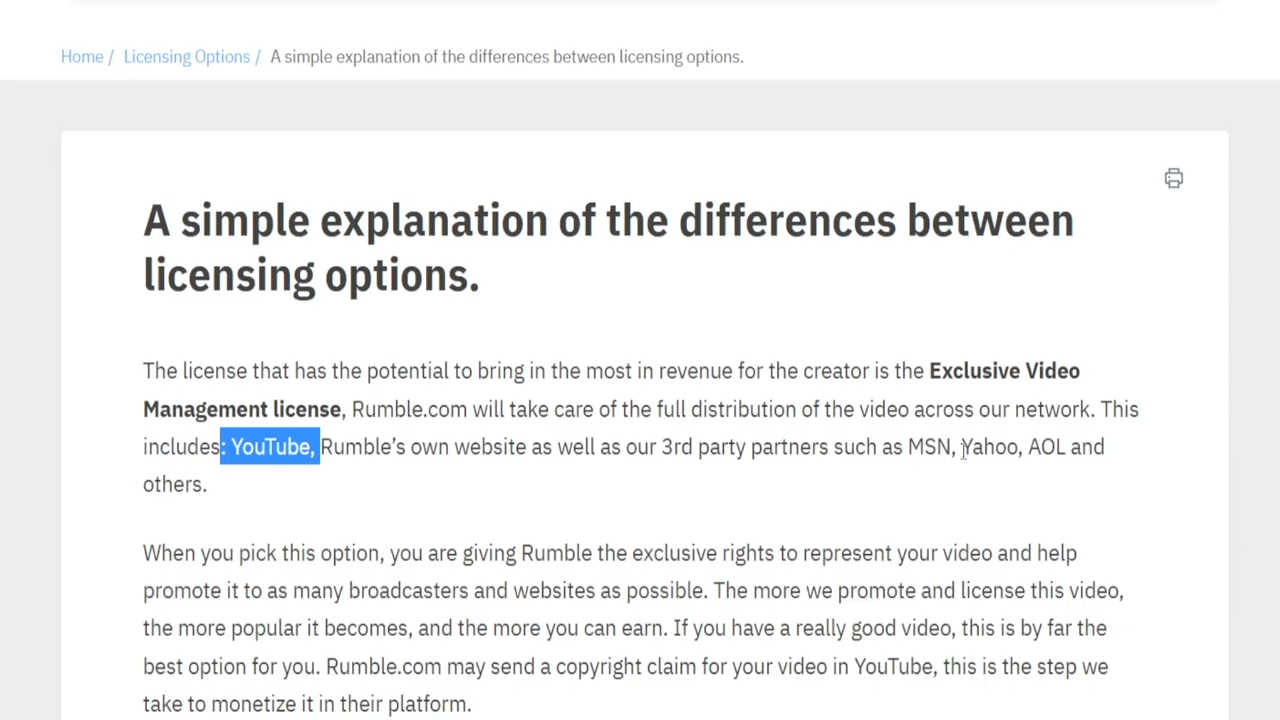 Home / Licensing Options / A simple explanation of the differences between licensing options.
A simple explanation of the differences between
licensing options.
The license that has the potential to bring in the most in revenue for the creator is the Exclusive Video
Management license, Rumble.com will take care of the full distribution of the video across our network. This
includes: YouTube, Rumble’s own website as well as our 3rd party partners such as MSN, Yahoo, AOL and
others.
When you pick this option, you are giving Rumble the exclusive rights to represent your video and help
promote it to as many broadcasters and websites as possible. The more we promote and license this video,
the more popular it becomes, and the more you can earn. If you have a really good video, this is by far the
best option for you. Rumble.com may send a copyright claim for your video in YouTube, this is the step we
take to monetize it in their platform.